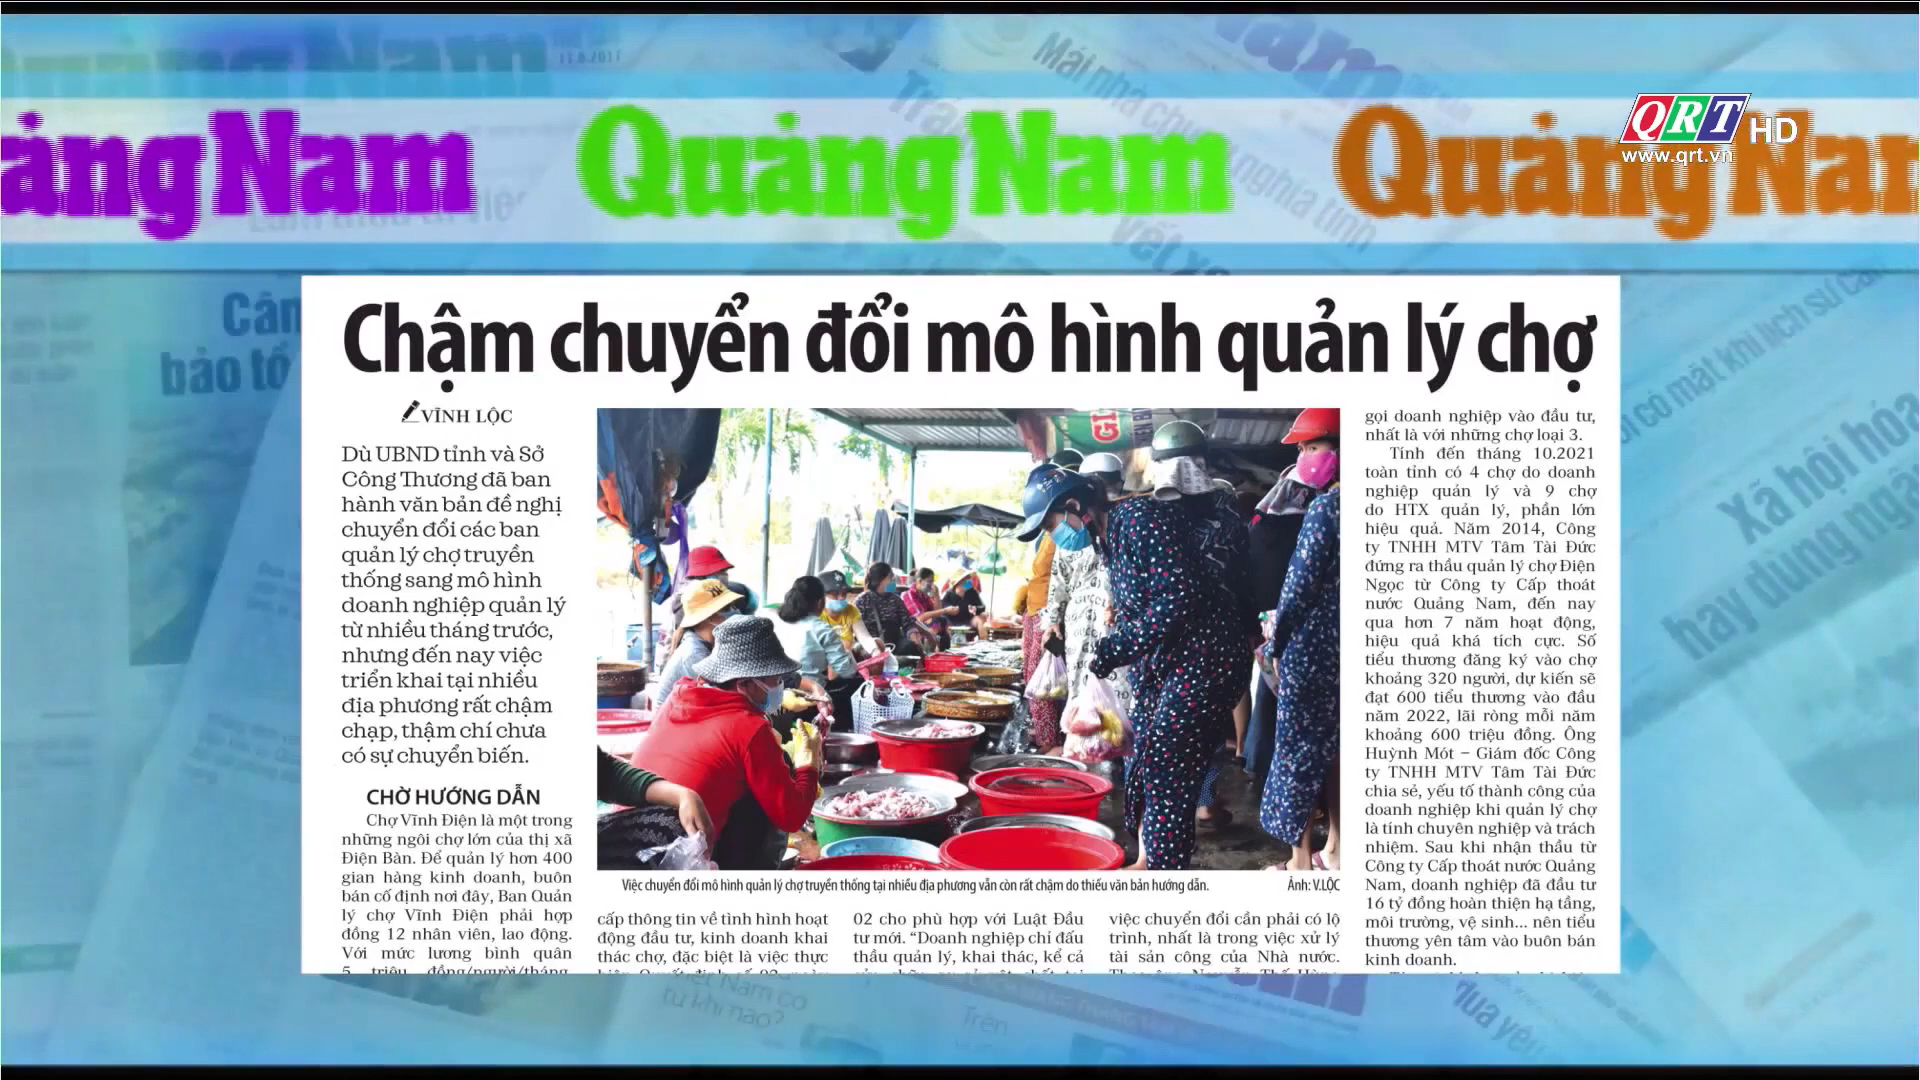 Quảng Nam
Quảng Nam
Quảng Nam
QRT HD
www.qrt.vn
Chậm chuyển đổi mô hình quản lý chợ
VĨNH LỘC
Dù UBND tỉnh và Sở
Công Thương đã ban
hành văn bản đề nghị
chuyển đổi các ban
quản lý chợ truyền
thống sang mô hình
doanh nghiệp quản lý
từ nhiều tháng trước,
nhưng đến nay việc
triển khai tại nhiều
địa phương rất chậm
chạp, thậm chí chưa
có sự chuyển biến.
CHỜ HƯỚNG DẪN
Chợ Vĩnh Điện là một trong
những ngôi chợ lớn của thị xã
Điện Bàn. Để quản lý hơn 400
gian hàng kinh doanh, buôn
bán cố định nơi đây, Ban Quản
lý chợ Vĩnh Điện phải hợp
đồng 12 nhân viên, lao động.
Với mức lương bình quân
5 triệu đồng/người/tháng,
Việc chuyển đổi mô hình quản lý chợ truyền thống tại nhiều địa phương vẫn còn rất chậm do thiếu văn bản hướng dẫn. Ảnh: V.LỘC
cấp thông tin về tình hình hoạt
động đầu tư, kinh doanh khai
thác chợ, đặc biệt là việc thực
02 cho phù hợp với Luật Đầu
tư mới. “Doanh nghiệp chỉ đấu
thầu quản lý, khai thác, kể cả
việc chuyển đổi cần phải có lộ
trình, nhất là trong việc xử lý
tài sản công của Nhà nước.
gọi doanh nghiệp vào đầu tư,
nhất là với những chợ loại 3.
Tính đến tháng 10.2021
toàn tỉnh có 4 chợ do doanh
nghiệp quản lý và 9 chợ
do HTX quản lý, phần lớn
hiệu quả. Năm 2014, Công
ty TNHH MTV Tâm Tài Đức
đứng ra thầu quản lý chợ Điện
Ngọc từ Công ty Cấp thoát
nước Quảng Nam, đến nay
qua hơn 7 năm hoạt động,
hiệu quả khá tích cực. Số
tiểu thương đăng ký vào chợ
khoảng 320 người, dự kiến sẽ
đạt 600 tiểu thương vào đầu
năm 2022, lãi ròng mỗi năm
khoảng 600 triệu đồng. Ông
Huỳnh Mót – Giám đốc Công
ty TNHH MTV Tâm Tài Đức
chia sẻ, yếu tố thành công của
doanh nghiệp khi quản lý chợ
là tính chuyên nghiệp và trách
nhiệm. Sau khi nhận thầu từ
Công ty Cấp thoát nước Quảng
Nam, doanh nghiệp đã đầu tư
16 tỷ đồng hoàn thiện hạ tầng,
môi trường, vệ sinh... nên tiểu
thương yên tâm vào buôn bán
kinh doanh.